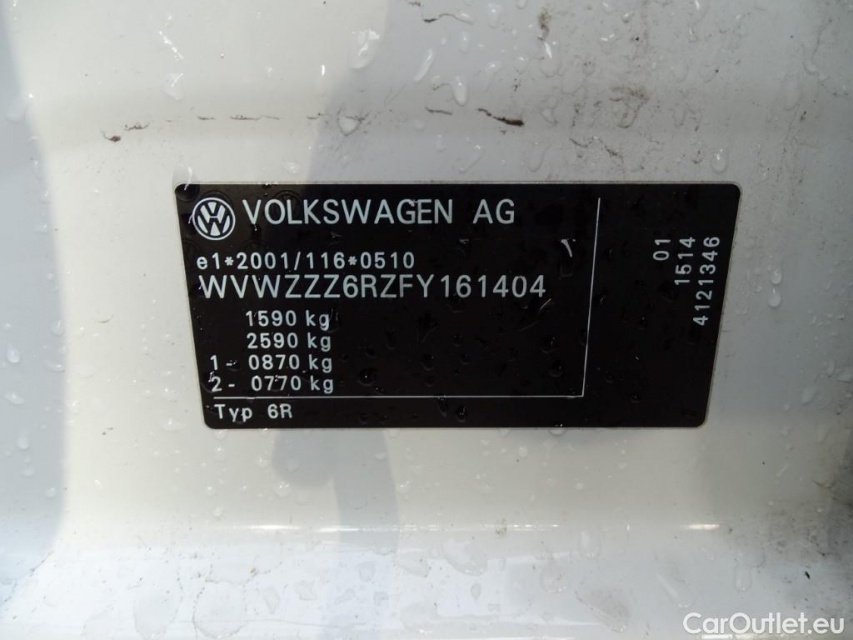 VOLKSWAGEN AG
e1*2001/116*0510
WVWZZZ6RZFY161404
1590 kg
2590 kg
1- 0870 kg
2- 0770 kg
Typ 6R
01
1514
4121346
CarOutlet.eu